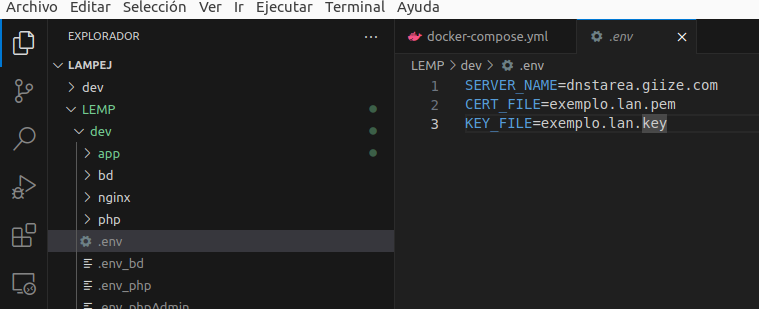 Archivo Editar Selección Ver Ir Ejecutar Terminal Ayuda
EXPLORADOR
LAMPEJ
dev
LEMP
dev
app
bd
nginx
php
.env
.env_bd
.env_php
.env_phpAdmin
docker-compose.yml
.env
LEMP > dev > .env
1 SERVER_NAME=dnstarea.giize.com
2 CERT_FILE=exemplo.lan.pem
3 KEY_FILE=exemplo.lan.key